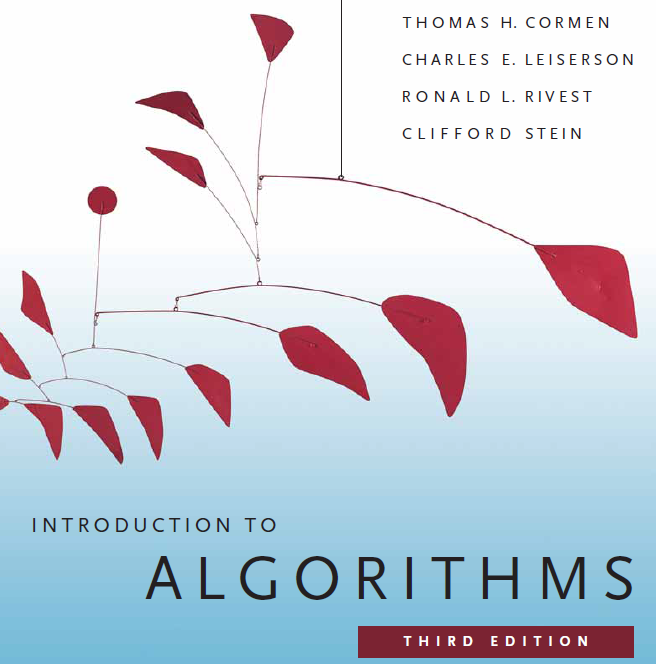 THOMAS H. CORMEN
CHARLES E. LEISERSON
RONALD L. RIVEST
CLIFFORD STEIN
INTRODUCTION TO
ALGORITHMS
THIRD EDITION